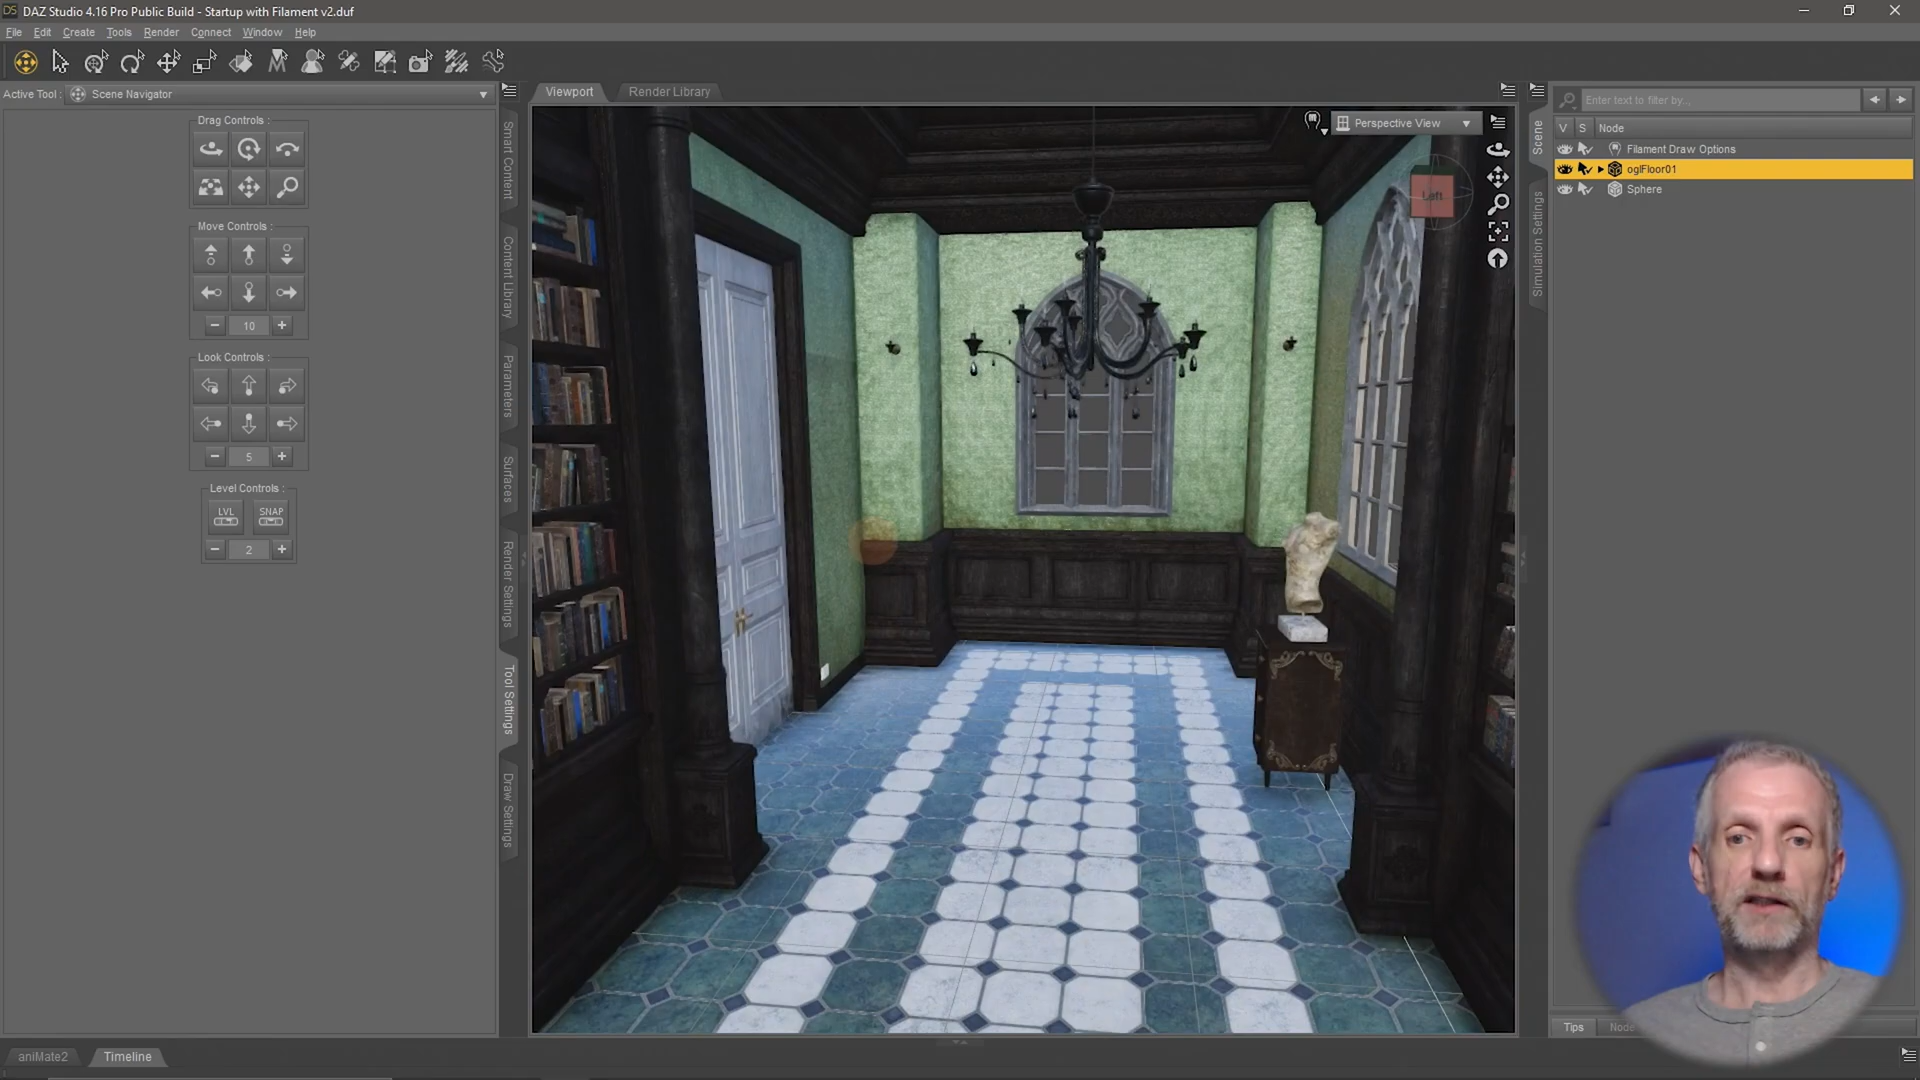 DAZ Studio 4.16 Pro Public Build - Startup with Filament v2.duf
File Edit Create Tools Render Connect Window Help
Active Tool : Scene Navigator
Drag Controls :
Move Controls :
10
Look Controls :
5
Level Controls :
LVL SNAP
2
Smart Content
Content Library
Parameters
Surfaces
Render Settings
Tool Settings
Draw Settings
Viewport Render Library
Perspective View
Left
Scene
Simulation Settings
Enter text to filter by...
V S Node
Filament Draw Options
oglFloor01
Sphere
Tips Node
aniMate2 Timeline